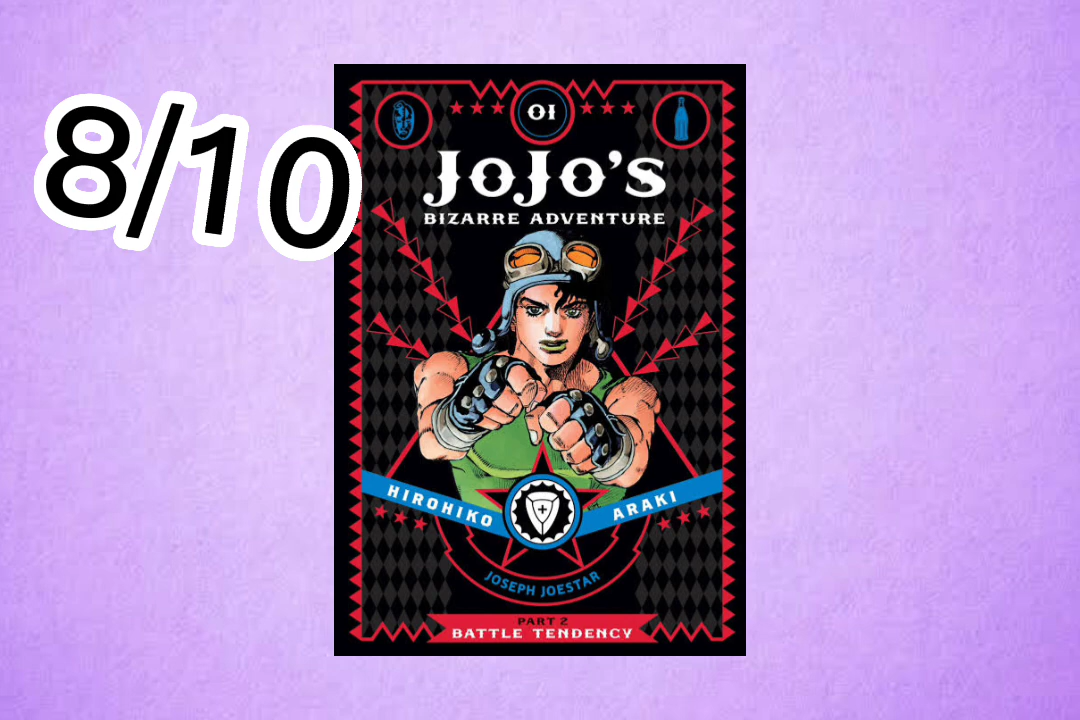 8/10
01
JoJo's
BIZARRE ADVENTURE
HIROHIKO ARAKI
JOSEPH JOESTAR
PART 2
BATTLE TENDENCY